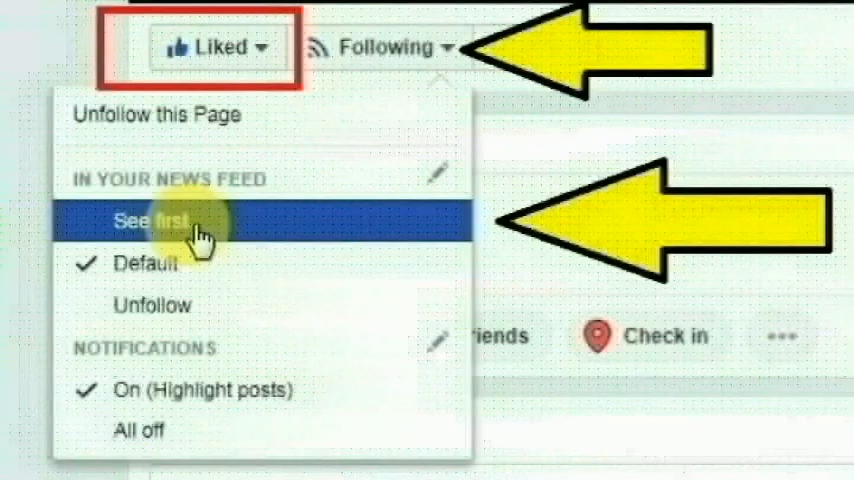 Liked Following
Unfollow this Page
IN YOUR NEWS FEED
See first
Default
Unfollow
NOTIFICATIONS
riends Check in
On (Highlight posts)
All off